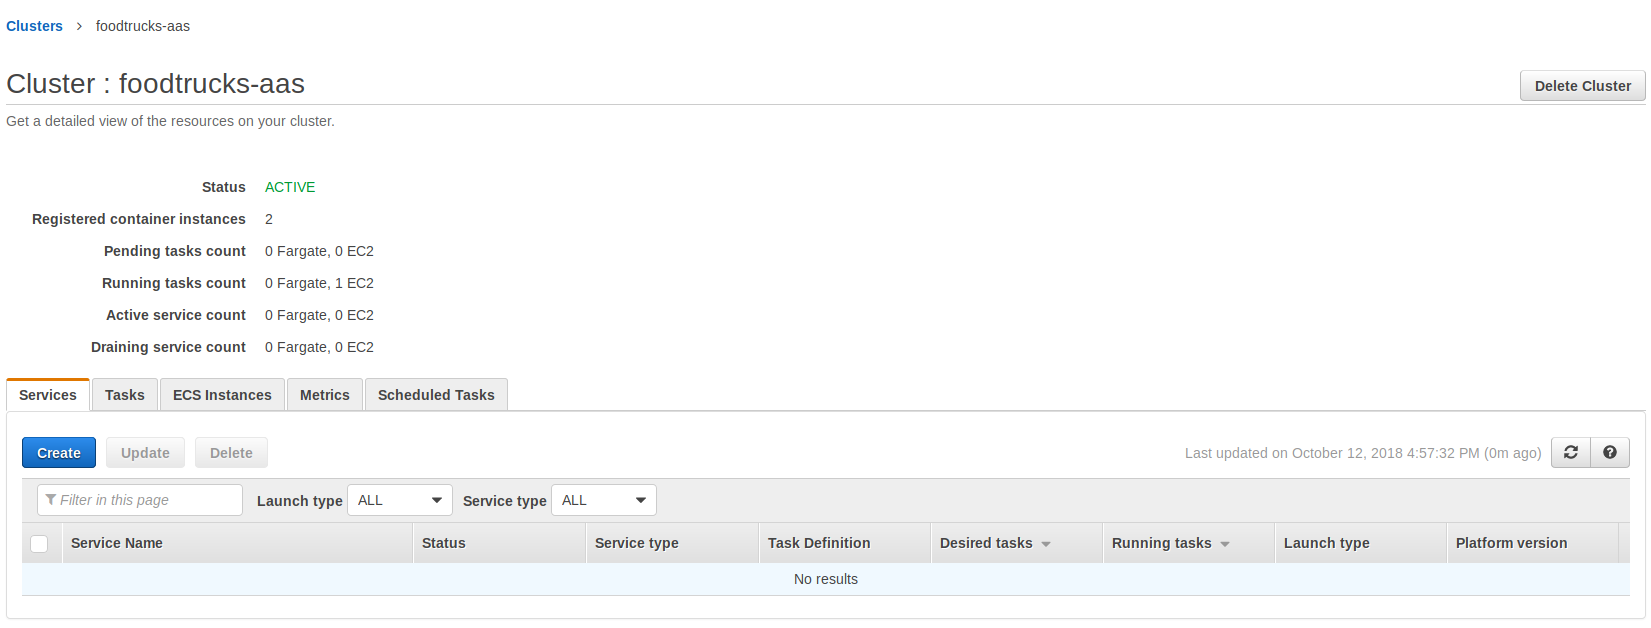 Clusters > foodtrucks-aas
Cluster : foodtrucks-aas
Delete Cluster
Get a detailed view of the resources on your cluster.
Status ACTIVE
Registered container instances 2
Pending tasks count 0 Fargate, 0 EC2
Running tasks count 0 Fargate, 1 EC2
Active service count 0 Fargate, 0 EC2
Draining service count 0 Fargate, 0 EC2
Services Tasks ECS Instances Metrics Scheduled Tasks
Create Update Delete Last updated on October 12, 2018 4:57:32 PM (0m ago)
Filter in this page Launch type ALL Service type ALL
Service Name Status Service type Task Definition Desired tasks Running tasks Launch type Platform version
No results